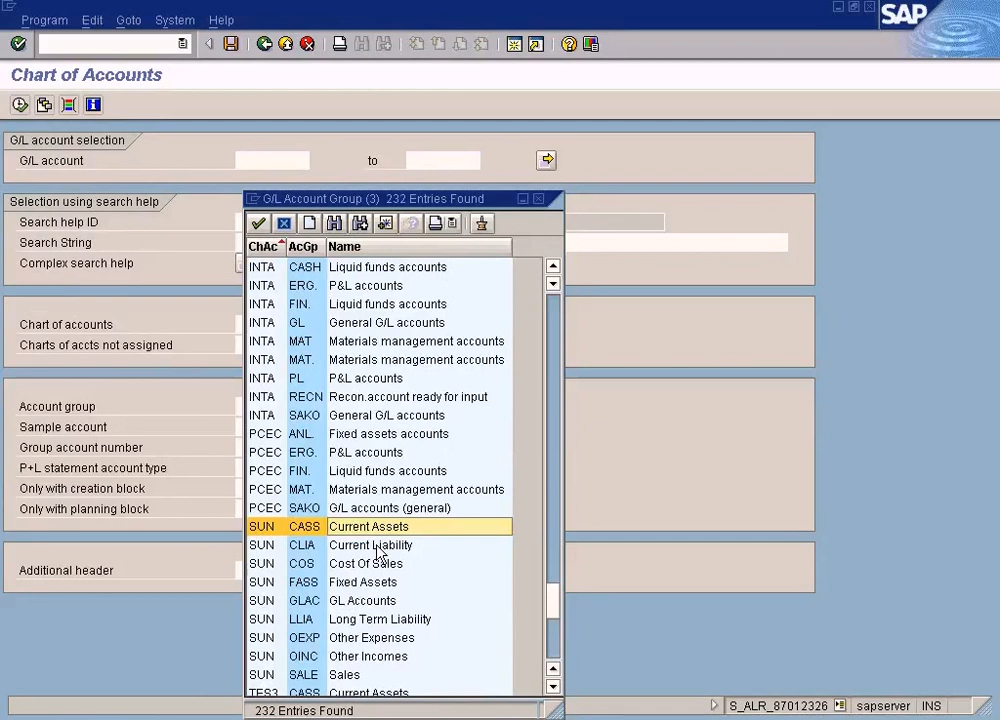 Program Edit Goto System Help
SAP
Chart of Accounts
G/L account selection
G/L account to
Selection using search help
Search help ID
Search String
Complex search help
Chart of accounts
Charts of accts not assigned
Account group
Sample account
Group account number
P+L statement account type
Only with creation block
Only with planning block
Additional header
G/L Account Group (3) 232 Entries Found
ChAc AcGp Name
INTA CASH Liquid funds accounts
INTA ERG. P&L accounts
INTA FIN. Liquid funds accounts
INTA GL General G/L accounts
INTA MAT Materials management accounts
INTA MAT. Materials management accounts
INTA PL P&L accounts
INTA RECN Recon.account ready for input
INTA SAKO General G/L accounts
PCEC ANL. Fixed assets accounts
PCEC ERG. P&L accounts
PCEC FIN. Liquid funds accounts
PCEC MAT. Materials management accounts
PCEC SAKO G/L accounts (general)
SUN CASS Current Assets
SUN CLIA Current Liability
SUN COS Cost Of Sales
SUN FASS Fixed Assets
SUN GLAC GL Accounts
SUN LLIA Long Term Liability
SUN OEXP Other Expenses
SUN OINC Other Incomes
SUN SALE Sales
TES3 CASS Current Assets
232 Entries Found
S_ALR_87012326 sapserver INS